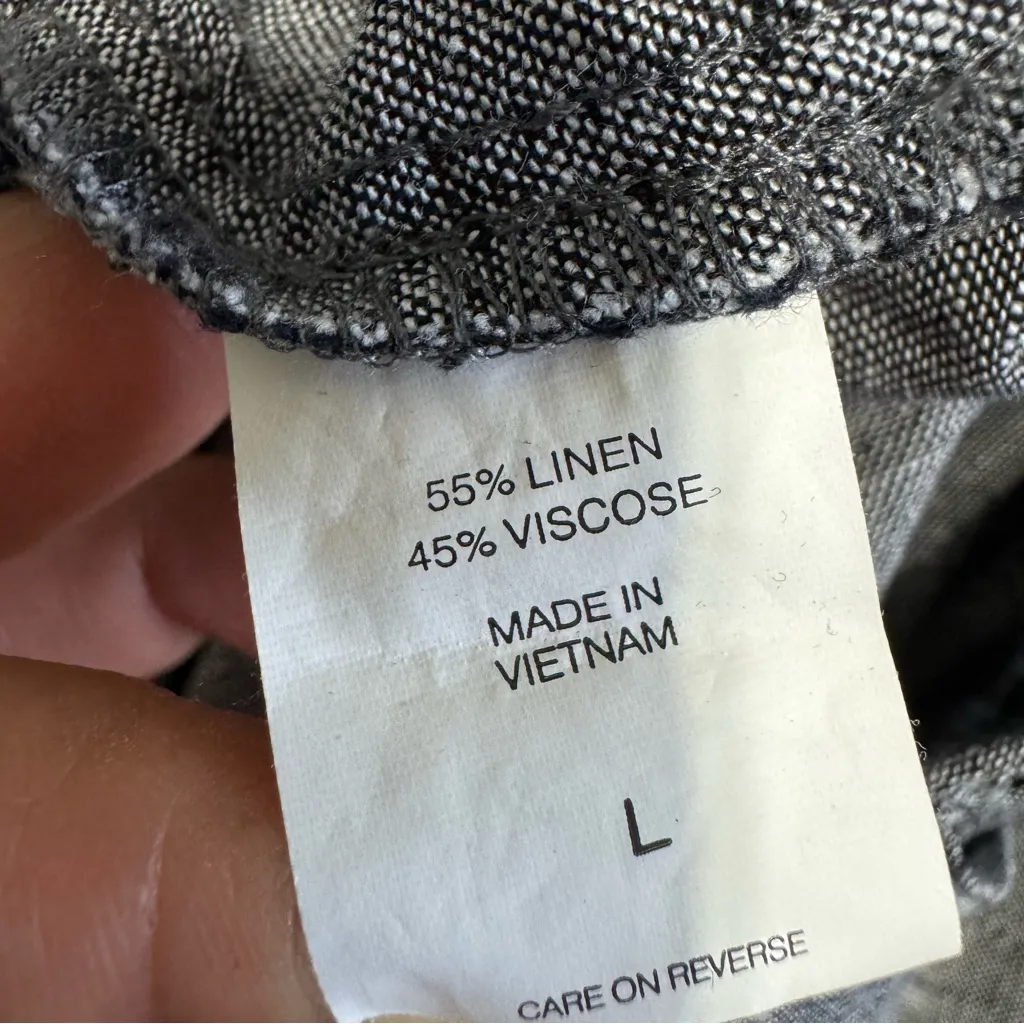 55% LINEN
45% VISCOSE
MADE IN
VIETNAM
L
CARE ON REVERSE